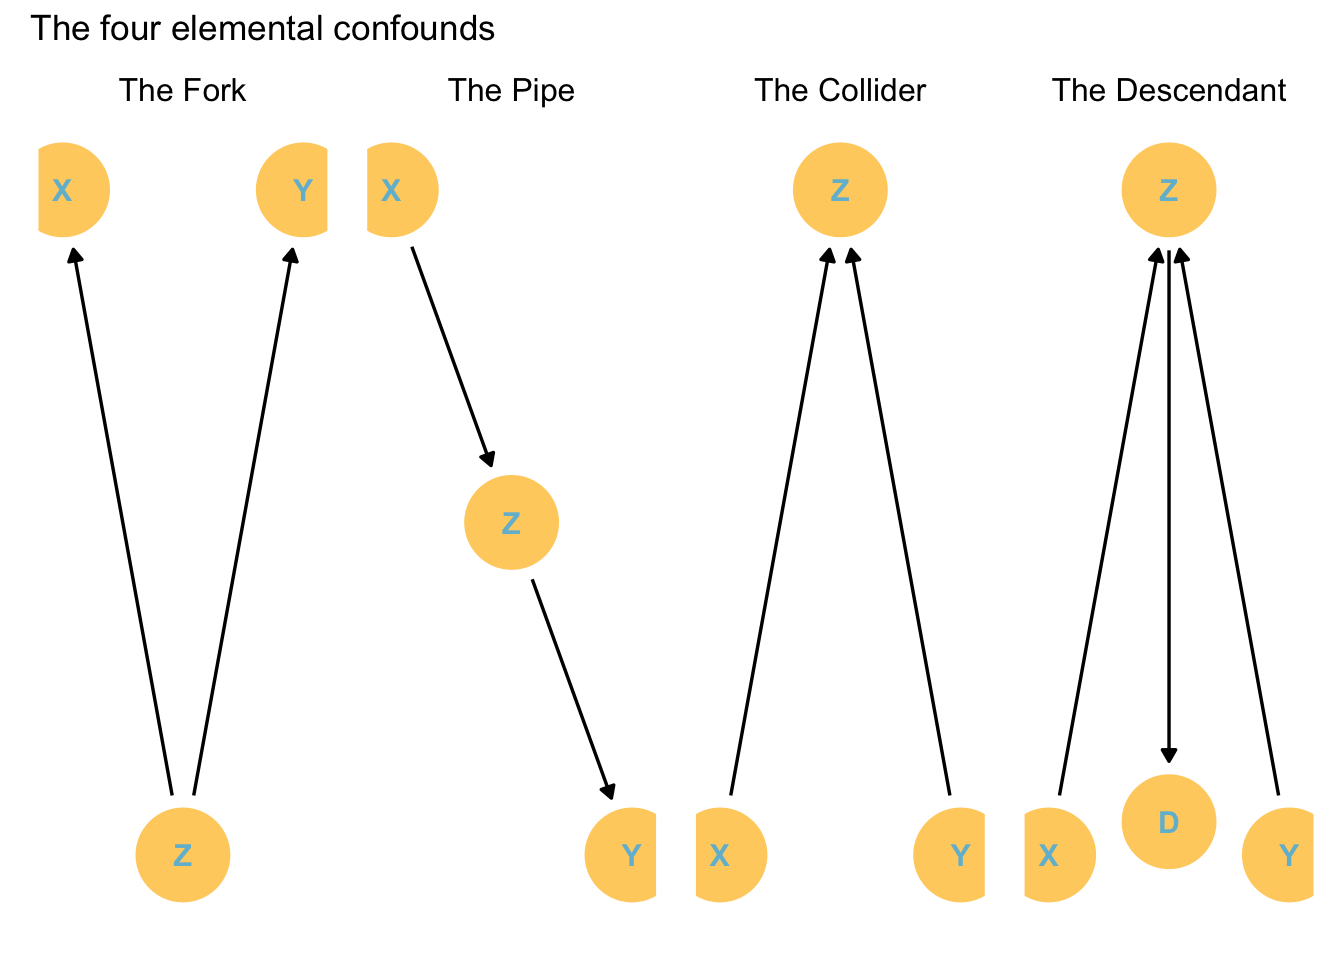 The four elemental confounds
The Fork
The Pipe
The Collider
The Descendant
X
Y
X
Z
Z
Z
Z
Y
X
Y
X
D
Y